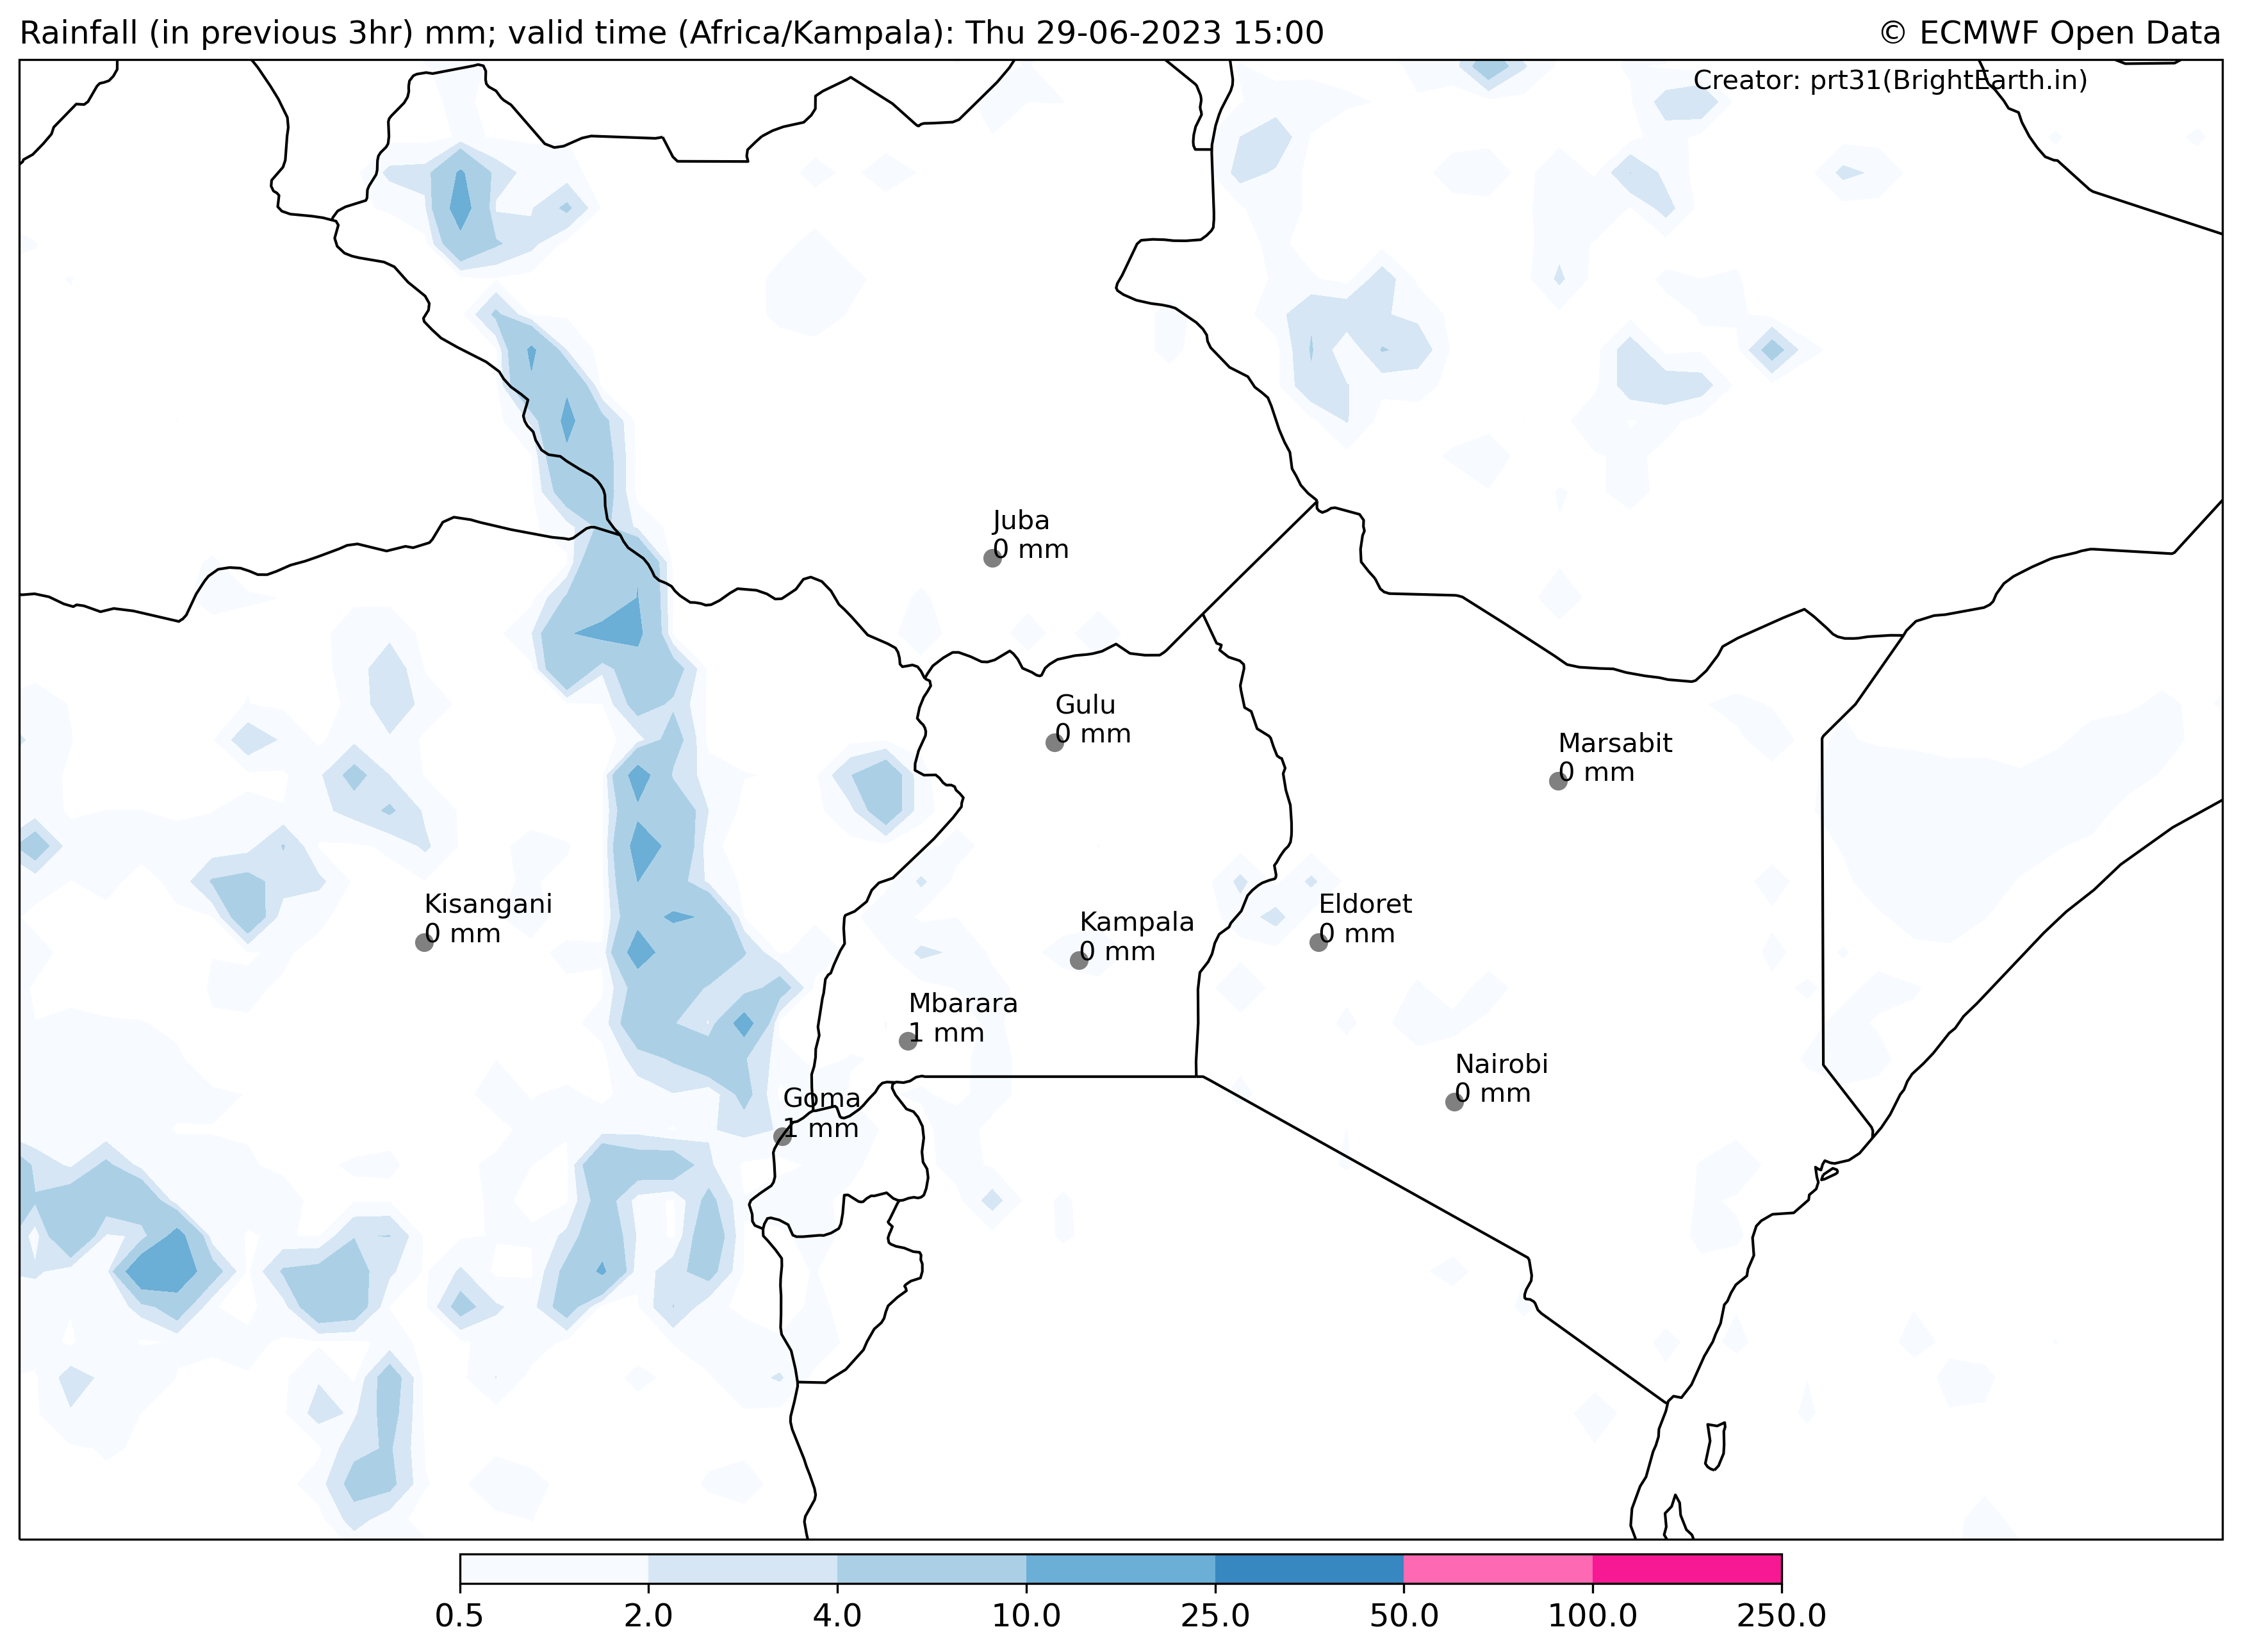 Rainfall (in previous 3hr) mm; valid time (Africa/Kampala): Thu 29-06-2023 15:00
© ECMWF Open Data
Creator: prt31(BrightEarth.in)
Juba
0 mm
Gulu
0 mm
Marsabit
0 mm
Kisangani
0 mm
Eldoret
0 mm
Kampala
0 mm
Mbarara
1 mm
Nairobi
0 mm
Goma
1 mm
0.5 2.0 4.0 10.0 25.0 50.0 100.0 250.0